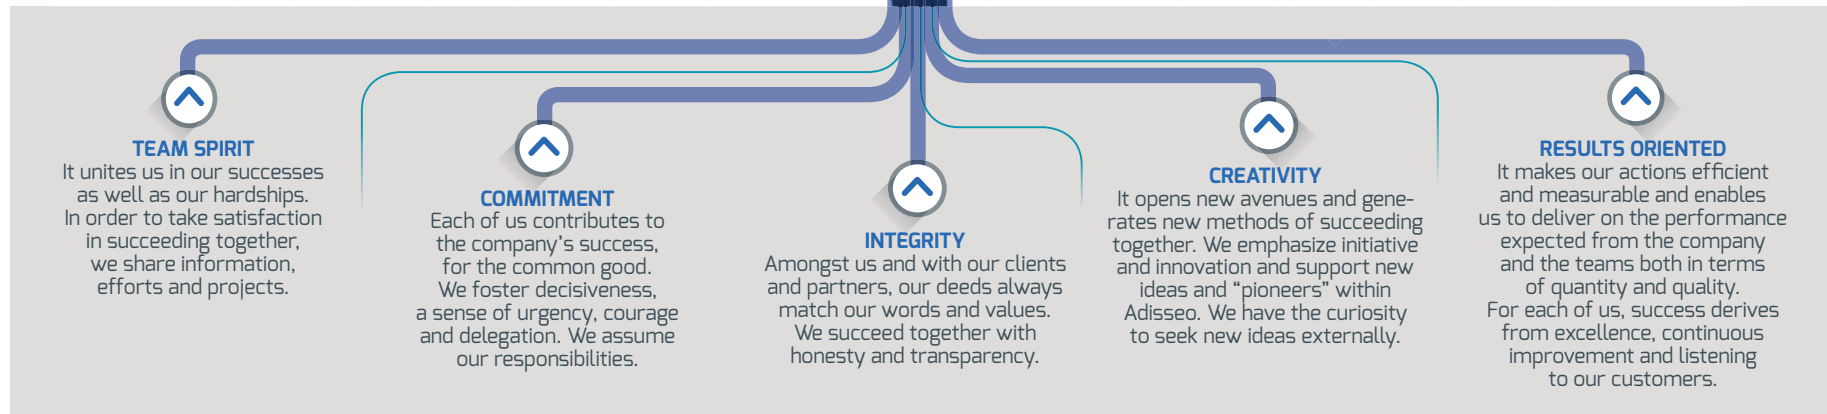 TEAM SPIRIT
It unites us in our successes
as well as our hardships.
In order to take satisfaction
in succeeding together,
we share information,
efforts and projects.
COMMITMENT
Each of us contributes to
the company's success,
for the common good.
We foster decisiveness,
a sense of urgency, courage
and delegation. We assume
our responsibilities.
INTEGRITY
Amongst us and with our clients
and partners, our deeds always
match our words and values.
We succeed together with
honesty and transparency.
CREATIVITY
It opens new avenues and gene-
rates new methods of succeeding
together. We emphasize initiative
and innovation and support new
ideas and “pioneers” within
Adisseo. We have the curiosity
to seek new ideas externally.
RESULTS ORIENTED
It makes our actions efficient
and measurable and enables
us to deliver on the performance
expected from the company
and the teams both in terms
of quantity and quality.
For each of us, success derives
from excellence, continuous
improvement and listening
to our customers.